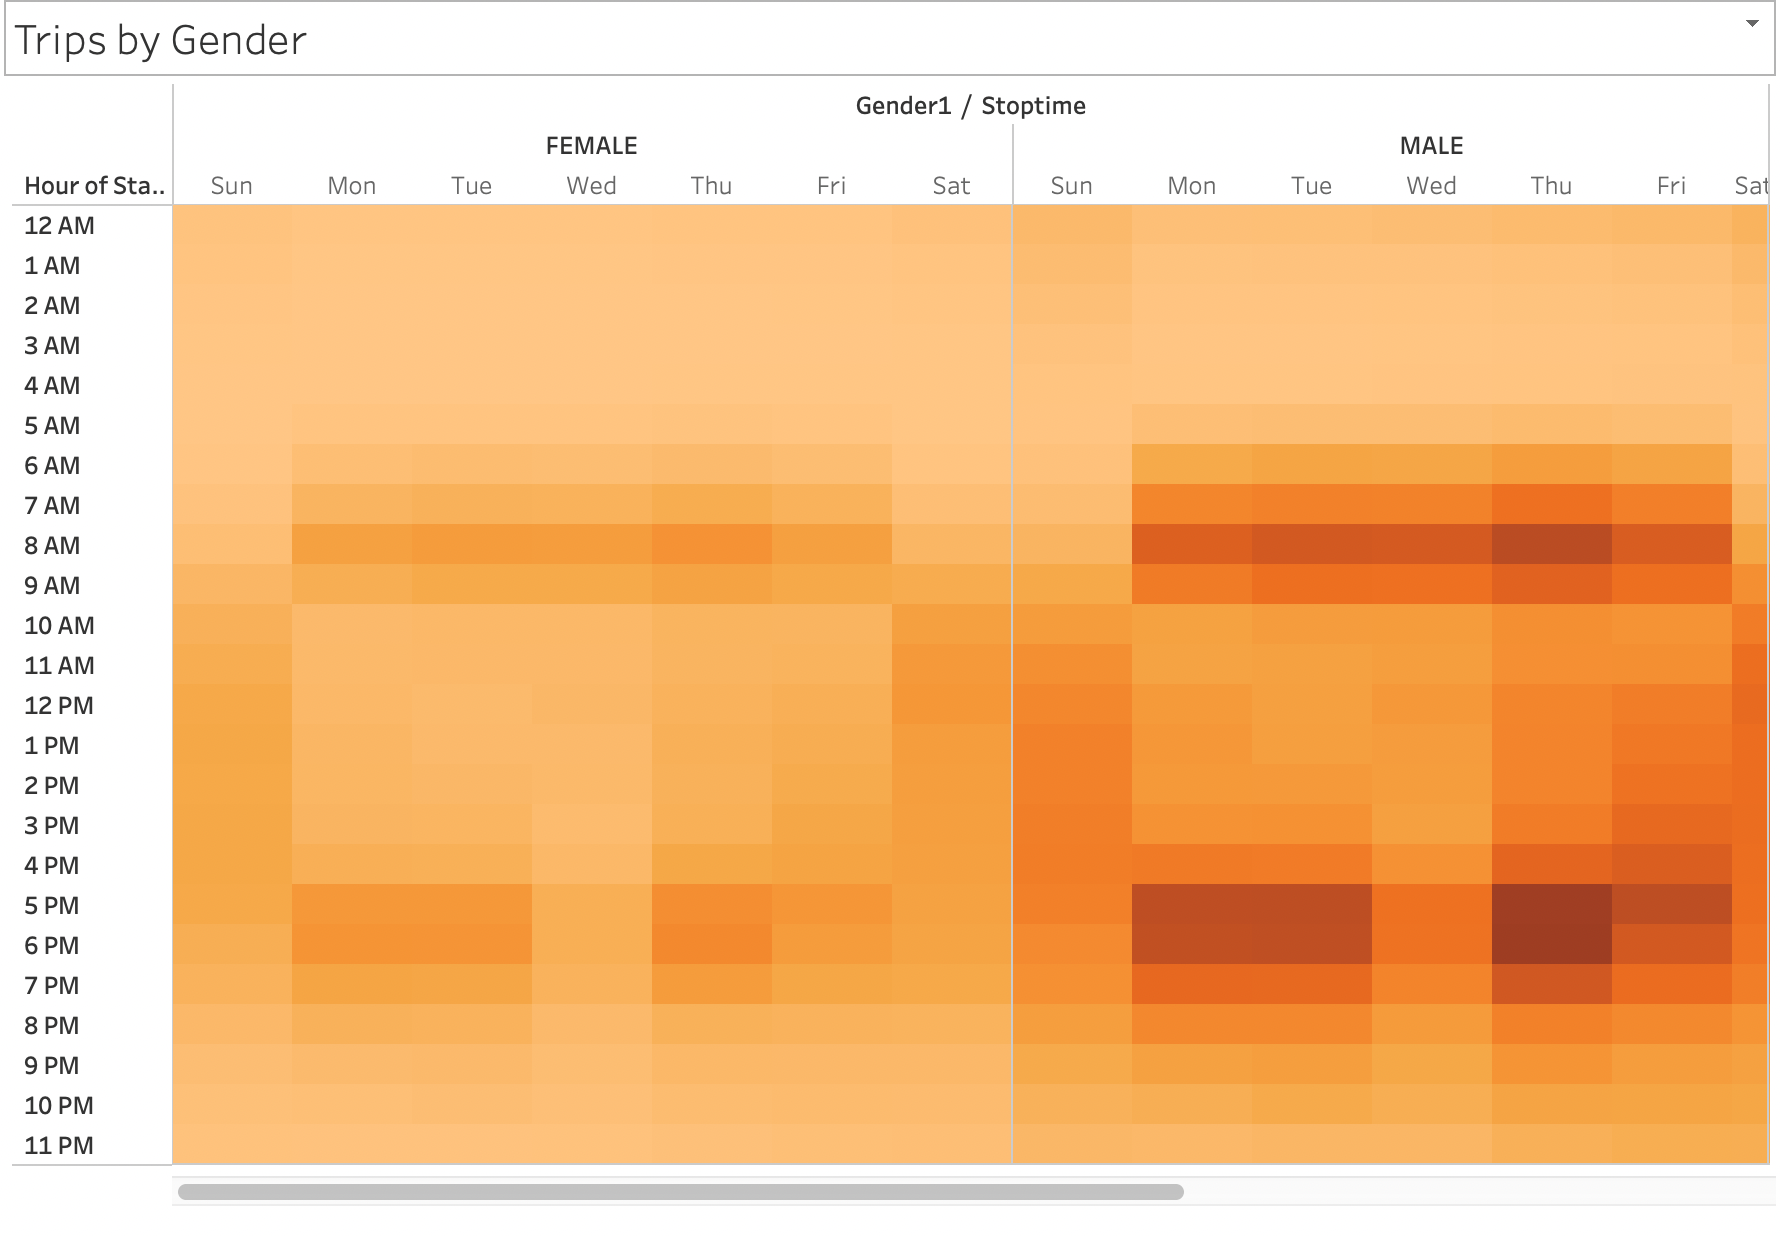 Trips by Gender
Gender1 / Stoptime
FEMALE MALE
Hour of Sta.. Sun Mon Tue Wed Thu Fri Sat Sun Mon Tue Wed Thu Fri Sat
12 AM
1 AM
2 AM
3 AM
4 AM
5 AM
6 AM
7 AM
8 AM
9 AM
10 AM
11 AM
12 PM
1 PM
2 PM
3 PM
4 PM
5 PM
6 PM
7 PM
8 PM
9 PM
10 PM
11 PM